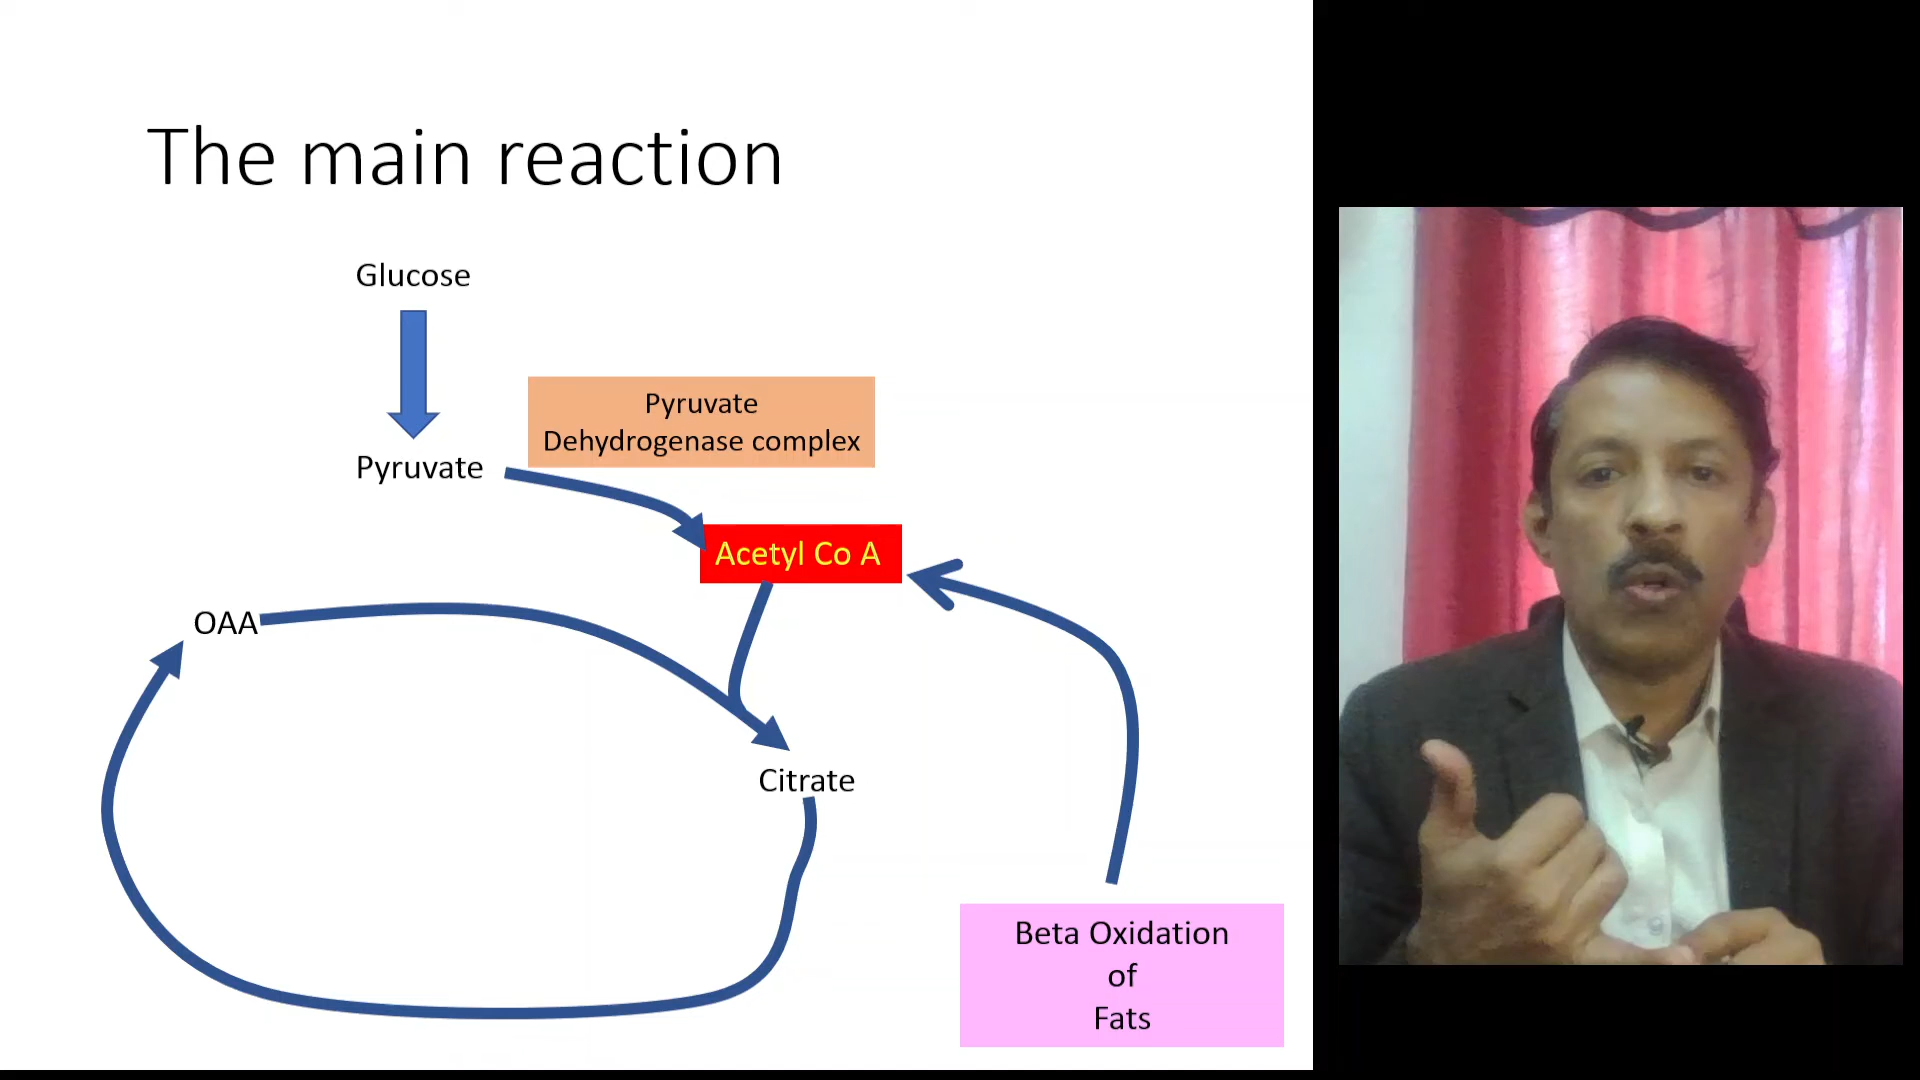 The main reaction
Glucose
Pyruvate
Dehydrogenase complex
Pyruvate
Acetyl Co A
OAA
Citrate
Beta Oxidation
of
Fats